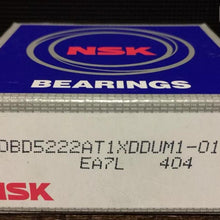 NSK
BEARINGS
DBD5222AT1XDDUM1-01
EA7L 404
NSK